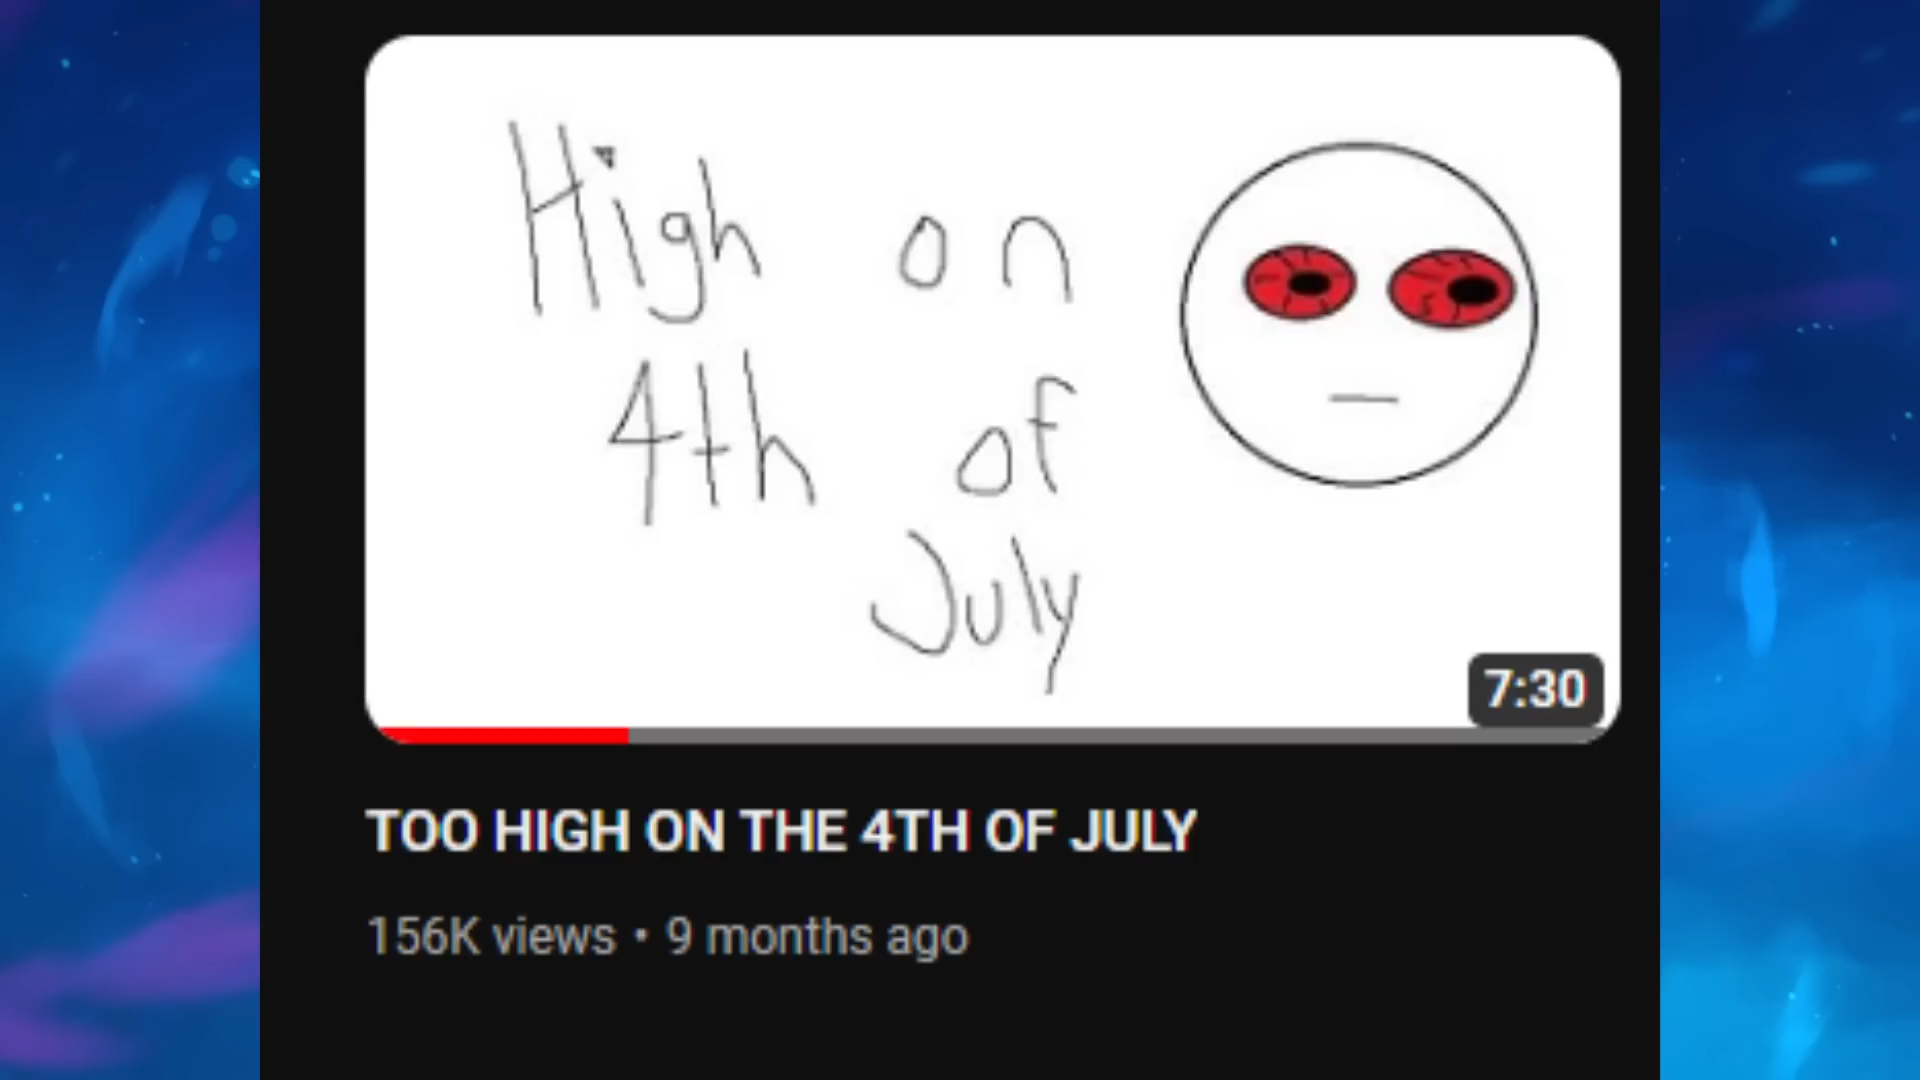 High on
4th of
July
7:30
TOO HIGH ON THE 4TH OF JULY
156K views • 9 months ago